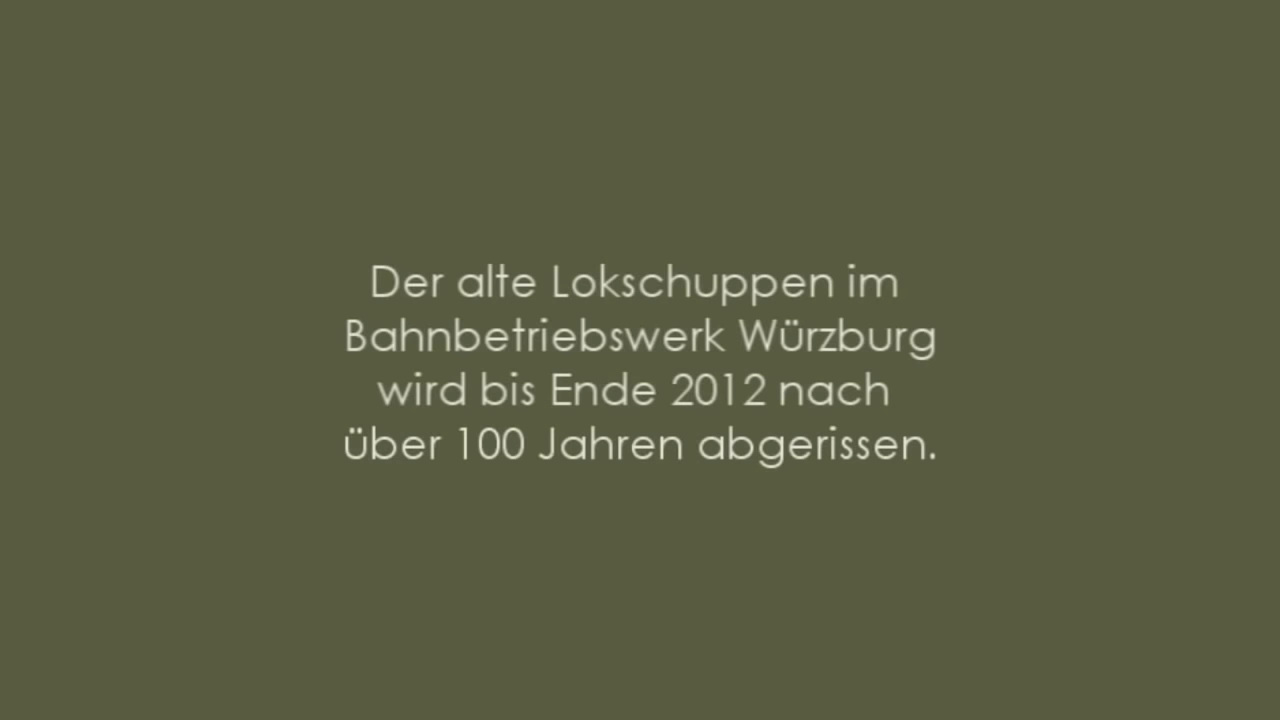 Der alte Lokschuppen im
Bahnbetriebswerk Würzburg
wird bis Ende 2012 nach
über 100 Jahren abgerissen.